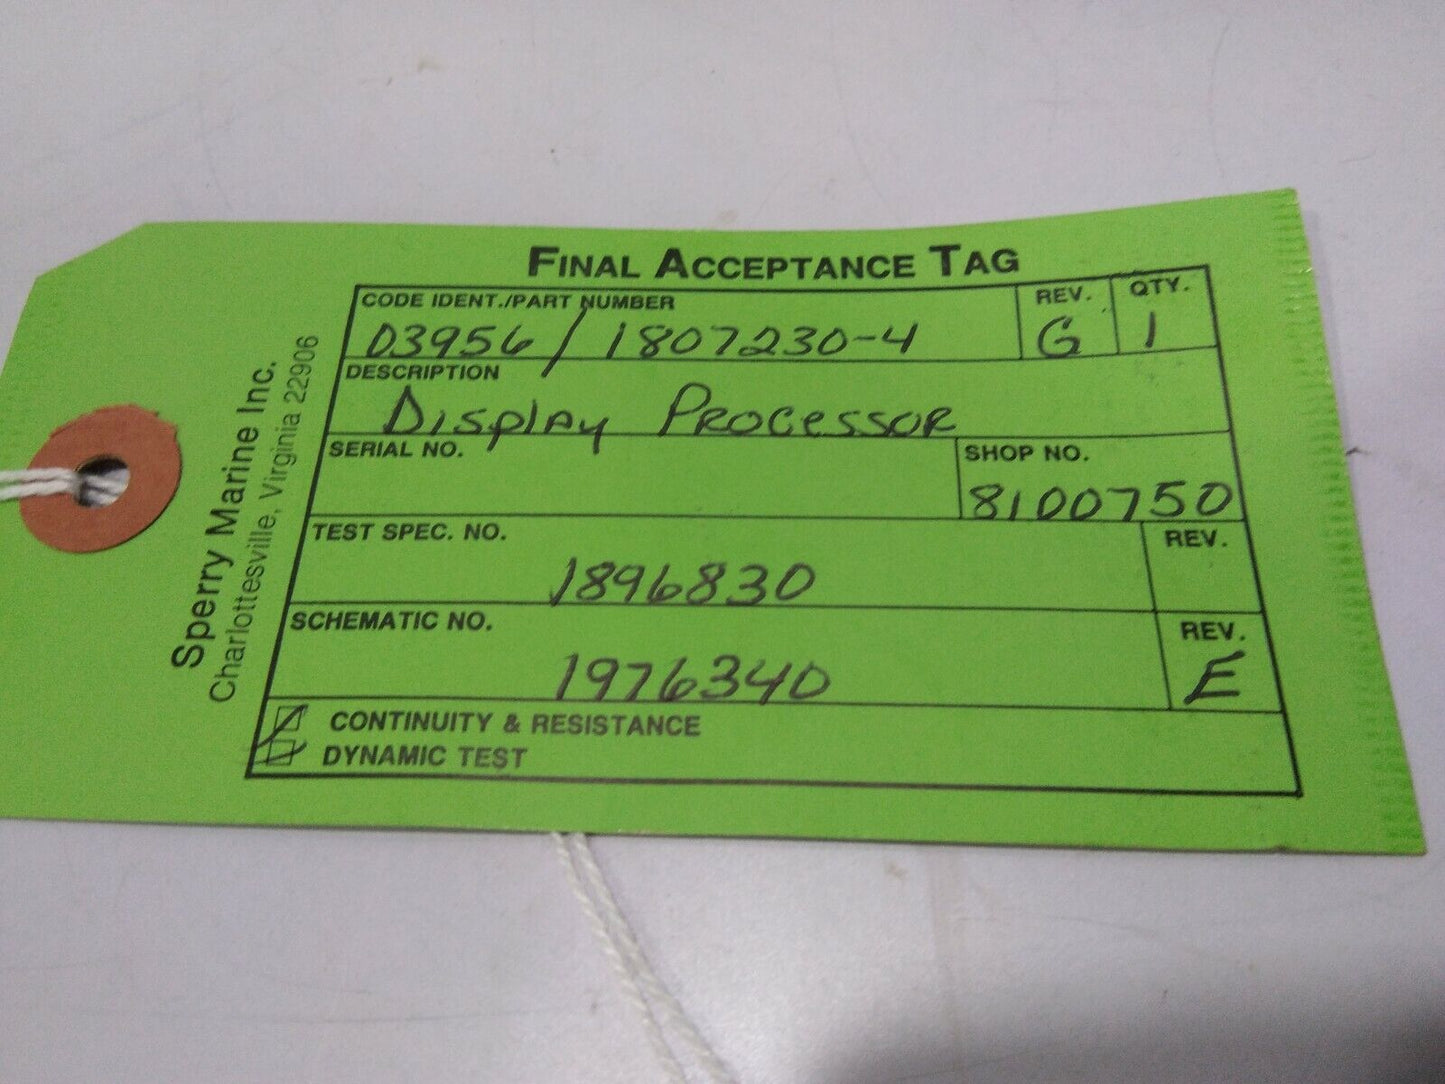 FINAL ACCEPTANCE TAG
CODE IDENT./PART NUMBER REV. QTY.
03956/1807230-4 G 1
DESCRIPTION
Display Processor
SERIAL NO. SHOP NO.
8100750
TEST SPEC. NO. REV.
1896830
SCHEMATIC NO. REV.
1976340 E
CONTINUITY & RESISTANCE
DYNAMIC TEST
Sperry Marine Inc.
Charlottesville, Virginia 22906